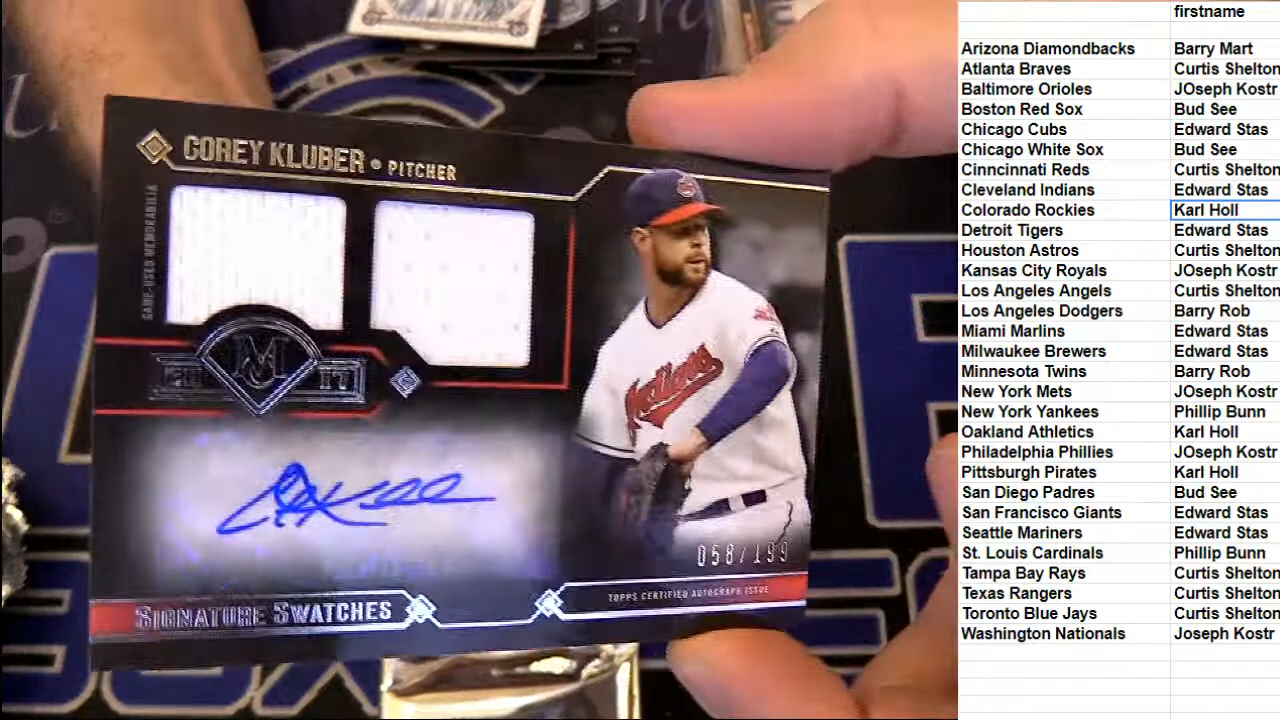 COREY KLUBER • PITCHER
GAME-USED MEMORABILIA
Indians
058/199
TOPPS CERTIFIED AUTOGRAPH ISSUE
SIGNATURE SWATCHES
firstname
Arizona Diamondbacks Barry Mart
Atlanta Braves Curtis Shelton
Baltimore Orioles JOseph Kostr
Boston Red Sox Bud See
Chicago Cubs Edward Stas
Chicago White Sox Bud See
Cinncinnati Reds Curtis Shelton
Cleveland Indians Edward Stas
Colorado Rockies Karl Holl
Detroit Tigers Edward Stas
Houston Astros Curtis Shelton
Kansas City Royals JOseph Kostr
Los Angeles Angels Curtis Shelton
Los Angeles Dodgers Barry Rob
Miami Marlins Edward Stas
Milwaukee Brewers Edward Stas
Minnesota Twins Barry Rob
New York Mets JOseph Kostr
New York Yankees Phillip Bunn
Oakland Athletics Karl Holl
Philadelphia Phillies JOseph Kostr
Pittsburgh Pirates Karl Holl
San Diego Padres Bud See
San Francisco Giants Edward Stas
Seattle Mariners Edward Stas
St. Louis Cardinals Phillip Bunn
Tampa Bay Rays Curtis Shelton
Texas Rangers Curtis Shelton
Toronto Blue Jays Curtis Shelton
Washington Nationals Joseph Kostr